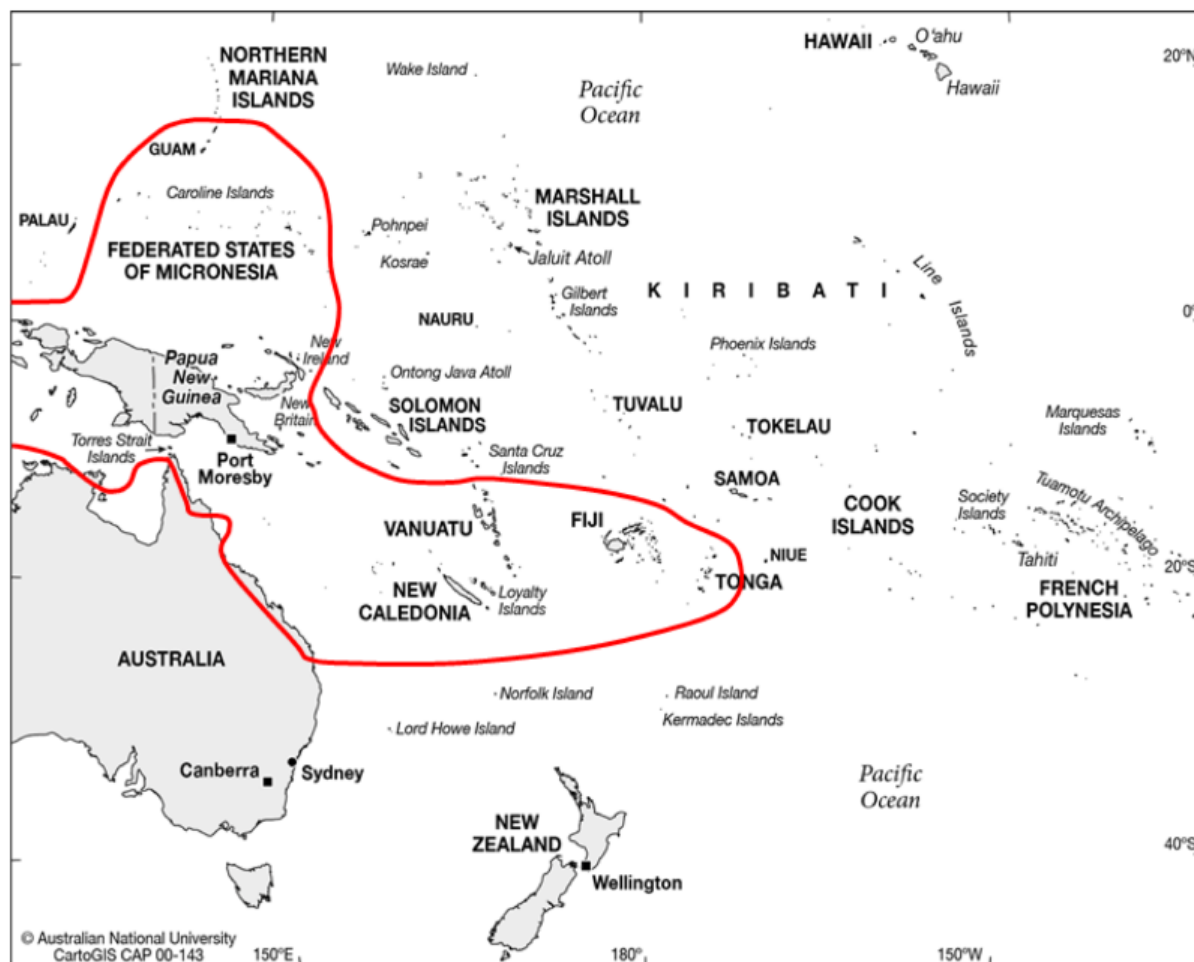 NORTHERN
MARIANA
ISLANDS
Wake Island
Pacific
Ocean
HAWAII
O'ahu
Hawaii
20°N
GUAM
Caroline Islands
PALAU
FEDERATED STATES
OF MICRONESIA
Pohnpei
Kosrae
MARSHALL
ISLANDS
Jaluit Atoll
Gilbert
Islands
KIRIBATI
Line
Islands
NAURU
0°
Phoenix Islands
Papua
New
Guinea
New
Ireland
New
Britain
Ontong Java Atoll
SOLOMON
ISLANDS
TUVALU
TOKELAU
Marquesas
Islands
Torres Strait
Islands
Port
Moresby
Santa Cruz
Islands
SAMOA
VANUATU
FIJI
COOK
ISLANDS
Society
Islands
Tuamotu Archipelago
Tahiti
NIUE
TONGA
20°S
NEW
CALEDONIA
Loyalty
Islands
FRENCH
POLYNESIA
AUSTRALIA
Norfolk Island
Raoul Island
Lord Howe Island
Kermadec Islands
Canberra
Sydney
Pacific
Ocean
NEW
ZEALAND
Wellington
40°S
© Australian National University
CartoGIS CAP 00-143
150°E
180°
150°W